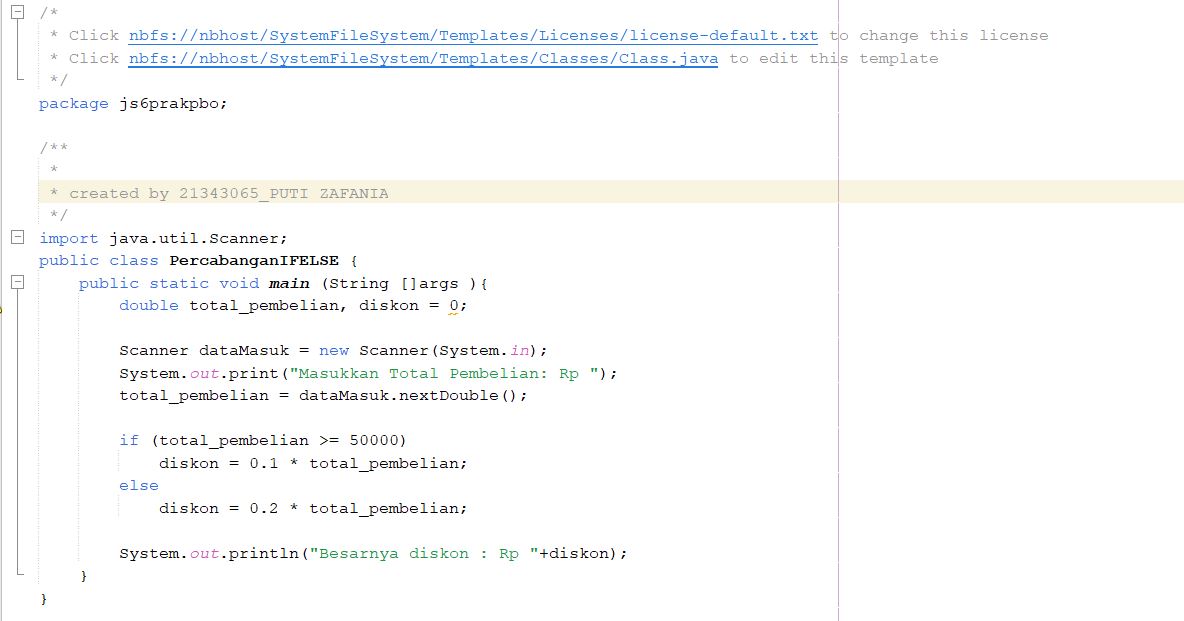 /*
 * Click nbfs://nbhost/SystemFileSystem/Templates/Licenses/license-default.txt to change this license
 * Click nbfs://nbhost/SystemFileSystem/Templates/Classes/Class.java to edit this template
 */
package js6prakpbo;

/**
 *
 * created by 21343065_PUTI ZAFANIA
 */
import java.util.Scanner;
public class PercabanganIFELSE {
    public static void main (String []args ){
        double total_pembelian, diskon = 0;

        Scanner dataMasuk = new Scanner(System.in);
        System.out.print("Masukkan Total Pembelian: Rp ");
        total_pembelian = dataMasuk.nextDouble();

        if (total_pembelian >= 50000)
            diskon = 0.1 * total_pembelian;
        else
            diskon = 0.2 * total_pembelian;

        System.out.println("Besarnya diskon : Rp "+diskon);
    }
}